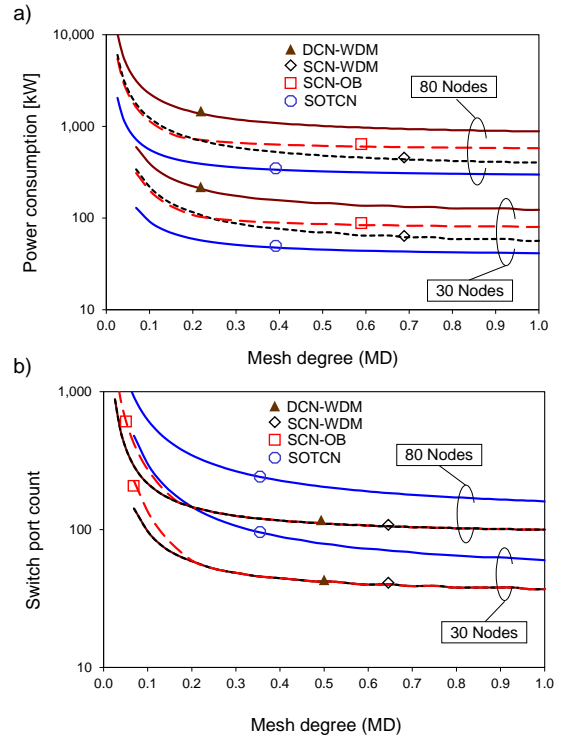 a)
10,000
1,000
100
10
Power consumption [kW]
DCN-WDM
SCN-WDM
SCN-OB
SOTCN
80 Nodes
30 Nodes
0.0 0.1 0.2 0.3 0.4 0.5 0.6 0.7 0.8 0.9 1.0
Mesh degree (MD)
b)
1,000
100
10
Switch port count
DCN-WDM
SCN-WDM
SCN-OB
SOTCN
80 Nodes
30 Nodes
0.0 0.1 0.2 0.3 0.4 0.5 0.6 0.7 0.8 0.9 1.0
Mesh degree (MD)